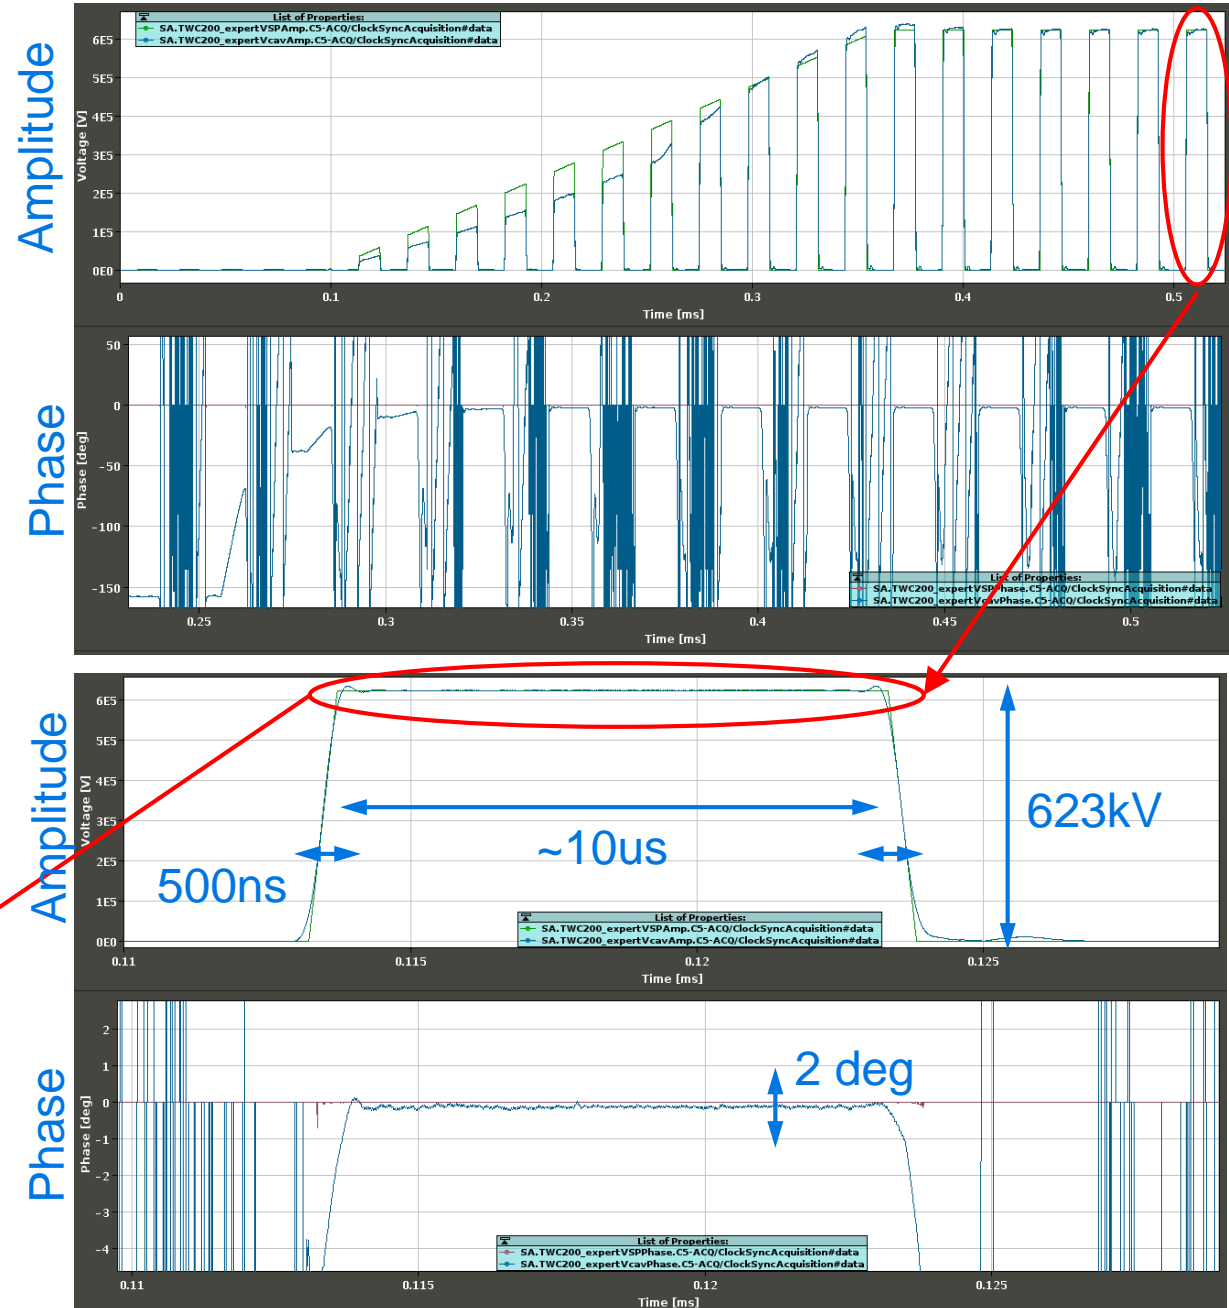 Amplitude
List of Properties:
SA.TWC200_expertVSPAmp.C5-ACQ/ClockSyncAcquisition#data
SA.TWC200_expertVcavAmp.C5-ACQ/ClockSyncAcquisition#data
Voltage [V]
6E5
5E5
4E5
3E5
2E5
1E5
0E0
0 0.1 0.2 0.3 0.4 0.5
Time [ms]
Phase
Phase [deg]
50
0
-50
-100
-150
List of Properties:
SA.TWC200_expertVSPPhase.C5-ACQ/ClockSyncAcquisition#data
SA.TWC200_expertVcavPhase.C5-ACQ/ClockSyncAcquisition#data
0.25 0.3 0.35 0.4 0.45 0.5
Time [ms]
Amplitude
Voltage [V]
6E5
5E5
4E5
3E5
2E5
1E5
0E0
623kV
~10us
500ns
List of Properties:
SA.TWC200_expertVSPAmp.C5-ACQ/ClockSyncAcquisition#data
SA.TWC200_expertVcavAmp.C5-ACQ/ClockSyncAcquisition#data
0.11 0.115 0.12 0.125
Time [ms]
Phase
Phase [deg]
2
1
0
-1
-2
-3
-4
2 deg
List of Properties:
SA.TWC200_expertVSPPhase.C5-ACQ/ClockSyncAcquisition#data
SA.TWC200_expertVcavPhase.C5-ACQ/ClockSyncAcquisition#data
0.11 0.115 0.12 0.125
Time [ms]